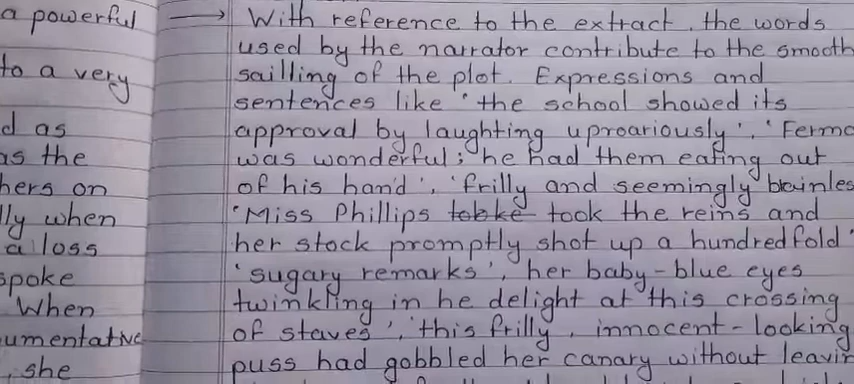 a powerful
to a very
d as
as the
hers on
lly when
a loss
spoke
When
umentative
, she
→ With reference to the extract, the words
used by the narrator contribute to the smooth
sailling of the plot. Expressions and
sentences like 'the school showed its
approval by laughting uproariously', 'Fermo
was wonderful; he had them eating out
of his hand', 'frilly and seemingly brainles
'Miss Phillips took the reins and
her stock promptly shot up a hundredfold'
'sugary remarks', her baby-blue eyes
twinkling in he delight at this crossing
of staves', 'this frilly, innocent-looking
puss had gobbled her canary without leavin